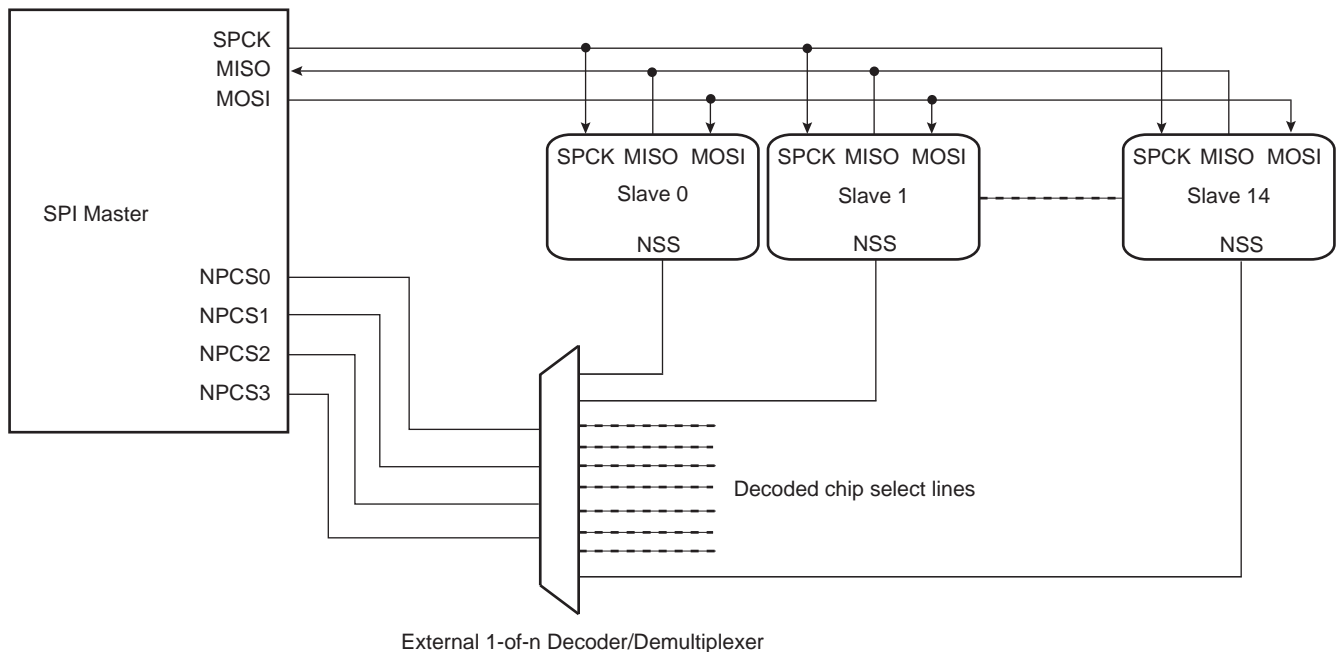 SPCK
MISO
MOSI
SPI Master
NPCS0
NPCS1
NPCS2
NPCS3
SPCK MISO MOSI
Slave 0
NSS
SPCK MISO MOSI
Slave 1
NSS
SPCK MISO MOSI
Slave 14
NSS
Decoded chip select lines
External 1-of-n Decoder/Demultiplexer